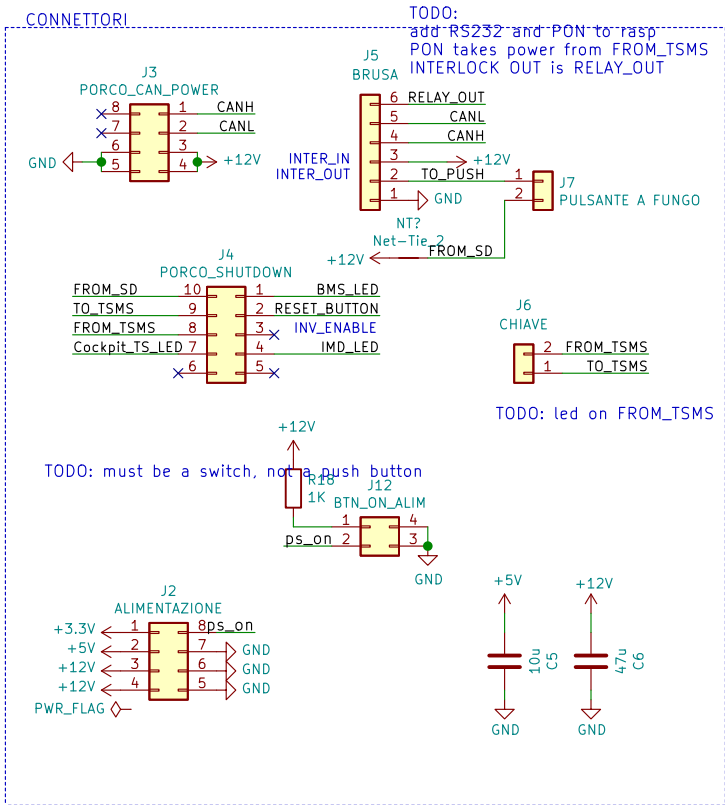 CONNETTORI
TODO:
add RS232 and PON to rasp
PON takes power from FROM_TSMS
INTERLOCK OUT is RELAY_OUT
J3
PORCO_CAN_POWER
8
7
6
5
1 CANH
2 CANL
3
4
GND
+12V
J5
BRUSA
6 RELAY_OUT
5 CANL
4 CANH
3 +12V
2 TO_PUSH
1 GND
INTER_IN
INTER_OUT
1
2
J7
PULSANTE A FUNGO
NT?
Net-Tie_2
+12V
FROM_SD
J4
PORCO_SHUTDOWN
FROM_SD 10
TO_TSMS 9
FROM_TSMS 8
Cockpit_TS_LED 7
6
1 BMS_LED
2 RESET_BUTTON
3 INV_ENABLE
4 IMD_LED
5
J6
CHIAVE
2 FROM_TSMS
1 TO_TSMS
TODO: led on FROM_TSMS
+12V
TODO: must be a switch, not a push button
R18
1K
J12
BTN_ON_ALIM
1
ps_on 2
4
3
GND
J2
ALIMENTAZIONE
+3.3V 1
+5V 2
+12V 3
+12V 4
PWR_FLAG
8 ps_on
7 GND
6 GND
5 GND
+5V
10u
C5
GND
+12V
47u
C6
GND